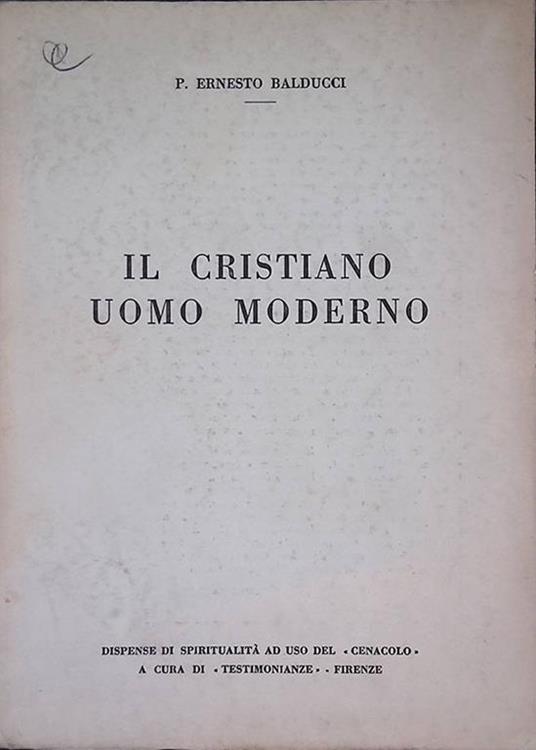 P. ERNESTO BALDUCCI
IL CRISTIANO
UOMO MODERNO
DISPENSE DI SPIRITUALITÀ AD USO DEL « CENACOLO »
A CURA DI « TESTIMONIANZE » - FIRENZE